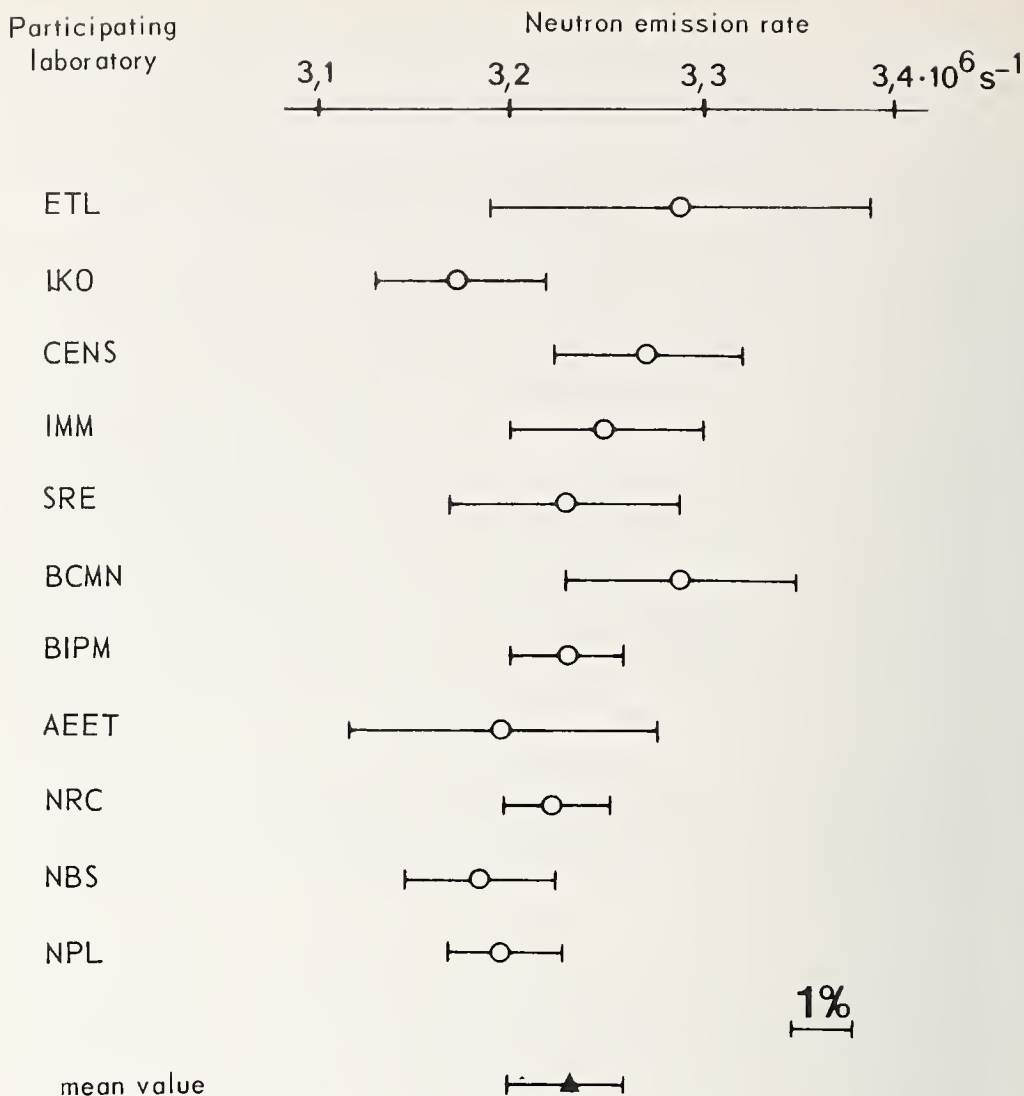 Participating
laboratory
Neutron emission rate
3,1 3,2 3,3 3,4·10⁶ s⁻¹
ETL
IKO
CENS
IMM
SRE
BCMN
BIPM
AEET
NRC
NBS
NPL
1%
mean value